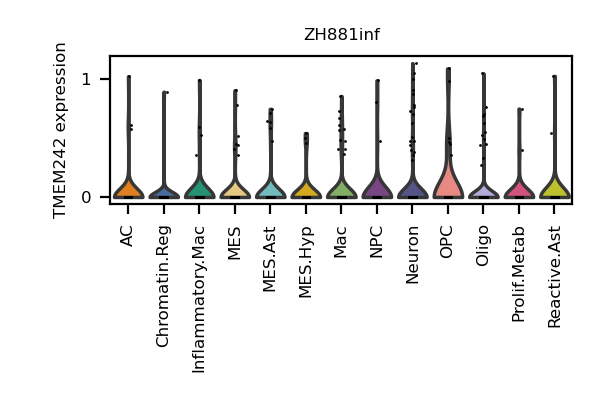 ZH881inf
TMEM242 expression
1
0
AC
Chromatin.Reg
Inflammatory.Mac
MES
MES.Ast
MES.Hyp
Mac
NPC
Neuron
OPC
Oligo
Prolif.Metab
Reactive.Ast